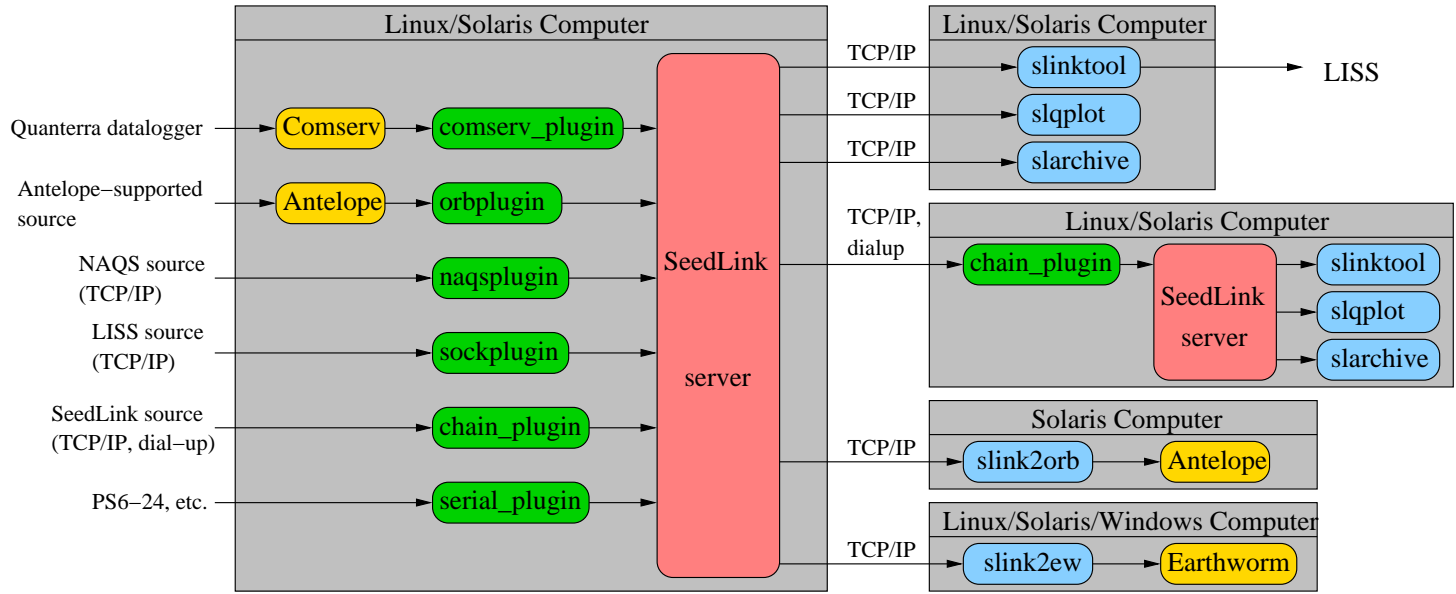 Linux/Solaris Computer
Quanterra datalogger
Comserv
comserv_plugin
Antelope−supported
source
Antelope
orbplugin
NAQS source
(TCP/IP)
naqsplugin
LISS source
(TCP/IP)
sockplugin
SeedLink source
(TCP/IP, dial−up)
chain_plugin
PS6−24, etc.
serial_plugin
SeedLink
server
TCP/IP
TCP/IP
TCP/IP
Linux/Solaris Computer
slinktool
slqplot
slarchive
LISS
TCP/IP,
dialup
Linux/Solaris Computer
chain_plugin
SeedLink
server
slinktool
slqplot
slarchive
TCP/IP
Solaris Computer
slink2orb
Antelope
TCP/IP
Linux/Solaris/Windows Computer
slink2ew
Earthworm